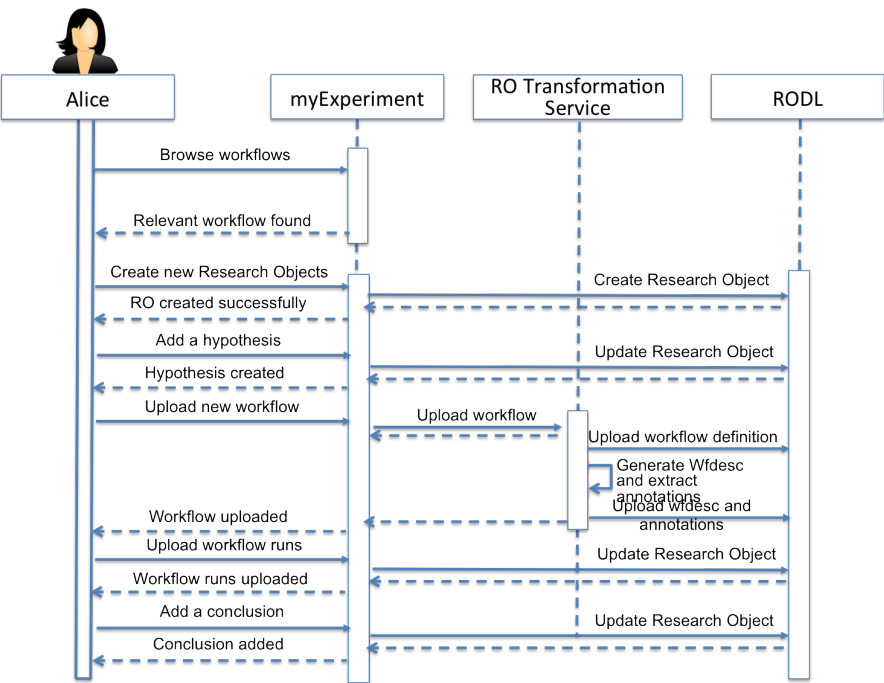 Alice
myExperiment
RO Transformation
Service
RODL
Browse workflows
Relevant workflow found
Create new Research Objects
Create Research Object
RO created successfully
Add a hypothesis
Update Research Object
Hypothesis created
Upload new workflow
Upload workflow
Upload workflow definition
Generate Wfdesc
and extract
annotations
Upload wfdesc and
annotations
Workflow uploaded
Upload workflow runs
Update Research Object
Workflow runs uploaded
Add a conclusion
Update Research Object
Conclusion added